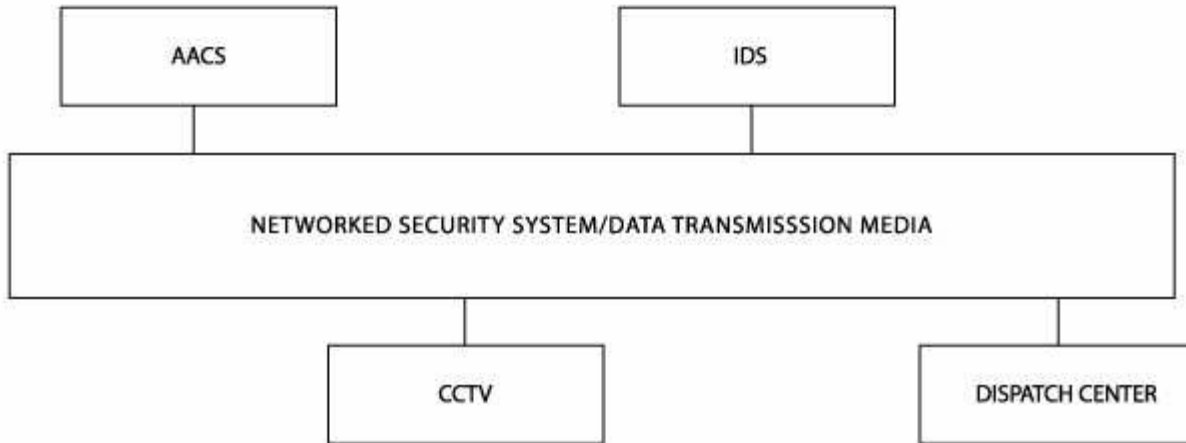 AACS
IDS
NETWORKED SECURITY SYSTEM/DATA TRANSMISSSION MEDIA
CCTV
DISPATCH CENTER